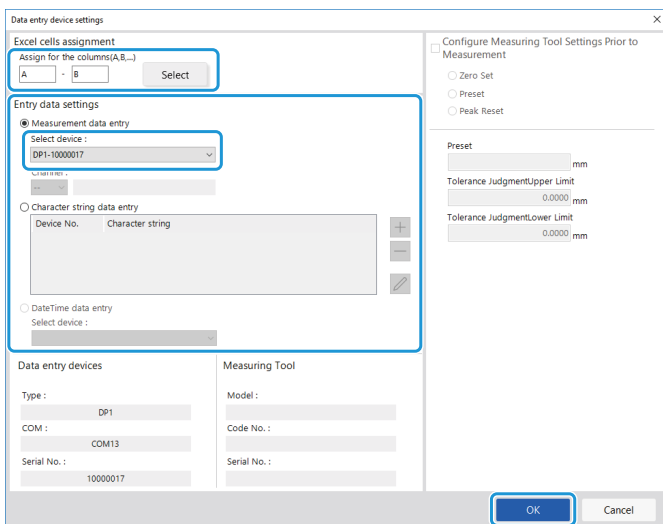 Data entry device settings
Excel cells assignment
Assign for the columns(A,B,...)
A - B Select
Entry data settings
Measurement data entry
Select device :
DP1-10000017
Channel :
--
Character string data entry
Device No. Character string
DateTime data entry
Select device :
Data entry devices
Type :
DP1
COM :
COM13
Serial No. :
10000017
Measuring Tool
Model :
Code No. :
Serial No. :
Configure Measuring Tool Settings Prior to
Measurement
Zero Set
Preset
Peak Reset
Preset
mm
Tolerance JudgmentUpper Limit
0.0000 mm
Tolerance JudgmentLower Limit
0.0000 mm
OK Cancel